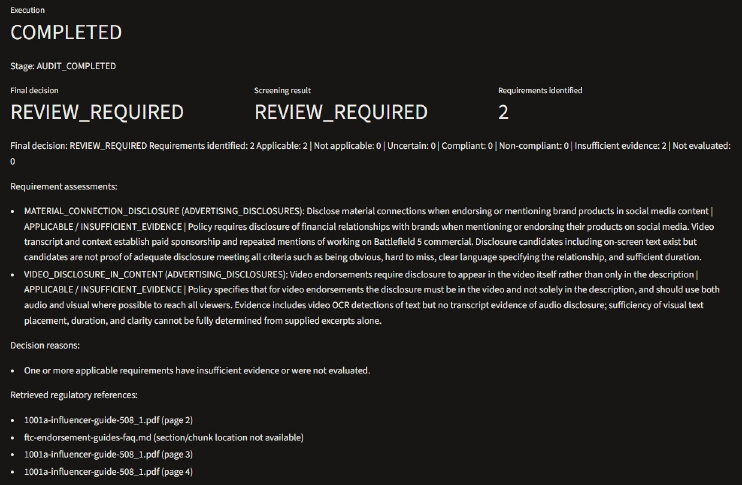 Execution
COMPLETED
Stage: AUDIT_COMPLETED
Final decision
REVIEW_REQUIRED
Screening result
REVIEW_REQUIRED
Requirements identified
2
Final decision: REVIEW_REQUIRED Requirements identified: 2 Applicable: 2 | Not applicable: 0 | Uncertain: 0 | Compliant: 0 | Non-compliant: 0 | Insufficient evidence: 2 | Not evaluated:
0
Requirement assessments:
• MATERIAL_CONNECTION_DISCLOSURE (ADVERTISING_DISCLOSURES): Disclose material connections when endorsing or mentioning brand products in social media content |
APPLICABLE / INSUFFICIENT_EVIDENCE | Policy requires disclosure of financial relationships with brands when mentioning or endorsing their products on social media. Video
transcript and context establish paid sponsorship and repeated mentions of working on Battlefield 5 commercial. Disclosure candidates including on-screen text exist but
candidates are not proof of adequate disclosure meeting all criteria such as being obvious, hard to miss, clear language specifying the relationship, and sufficient duration.
• VIDEO_DISCLOSURE_IN_CONTENT (ADVERTISING_DISCLOSURES): Video endorsements require disclosure to appear in the video itself rather than only in the description |
APPLICABLE / INSUFFICIENT_EVIDENCE | Policy specifies that for video endorsements the disclosure must be in the video and not solely in the description, and should use both
audio and visual where possible to reach all viewers. Evidence includes video OCR detections of text but no transcript evidence of audio disclosure; sufficiency of visual text
placement, duration, and clarity cannot be fully determined from supplied excerpts alone.
Decision reasons:
• One or more applicable requirements have insufficient evidence or were not evaluated.
Retrieved regulatory references:
• 1001a-influencer-guide-508_1.pdf (page 2)
• ftc-endorsement-guides-faq.md (section/chunk location not available)
• 1001a-influencer-guide-508_1.pdf (page 3)
• 1001a-influencer-guide-508_1.pdf (page 4)